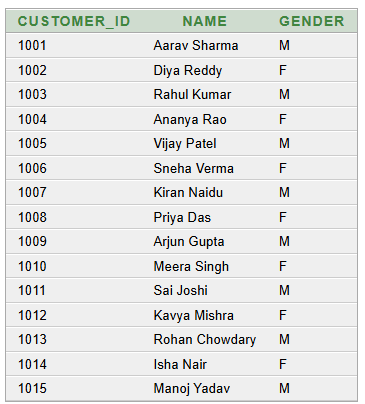 CUSTOMER_ID NAME GENDER
1001 Aarav Sharma M
1002 Diya Reddy F
1003 Rahul Kumar M
1004 Ananya Rao F
1005 Vijay Patel M
1006 Sneha Verma F
1007 Kiran Naidu M
1008 Priya Das F
1009 Arjun Gupta M
1010 Meera Singh F
1011 Sai Joshi M
1012 Kavya Mishra F
1013 Rohan Chowdary M
1014 Isha Nair F
1015 Manoj Yadav M